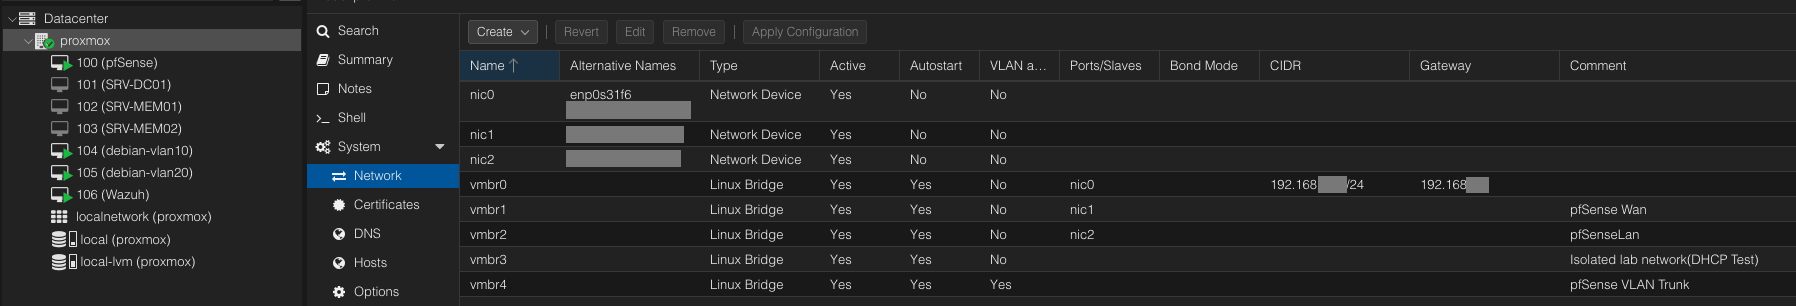 Datacenter
proxmox
100 (pfSense)
101 (SRV-DC01)
102 (SRV-MEM01)
103 (SRV-MEM02)
104 (debian-vlan10)
105 (debian-vlan20)
106 (Wazuh)
localnetwork (proxmox)
local (proxmox)
local-lvm (proxmox)
Search
Summary
Notes
Shell
System
Network
Certificates
DNS
Hosts
Options
Create Revert Edit Remove Apply Configuration
Name Alternative Names Type Active Autostart VLAN a... Ports/Slaves Bond Mode CIDR Gateway Comment
nic0 enp0s31f6 Network Device Yes No No
nic1 Network Device Yes No No
nic2 Network Device Yes No No
vmbr0 Linux Bridge Yes Yes No nic0 192.168 /24 192.168
vmbr1 Linux Bridge Yes Yes No nic1 pfSense Wan
vmbr2 Linux Bridge Yes Yes No nic2 pfSenseLan
vmbr3 Linux Bridge Yes Yes No Isolated lab network(DHCP Test)
vmbr4 Linux Bridge Yes Yes Yes pfSense VLAN Trunk